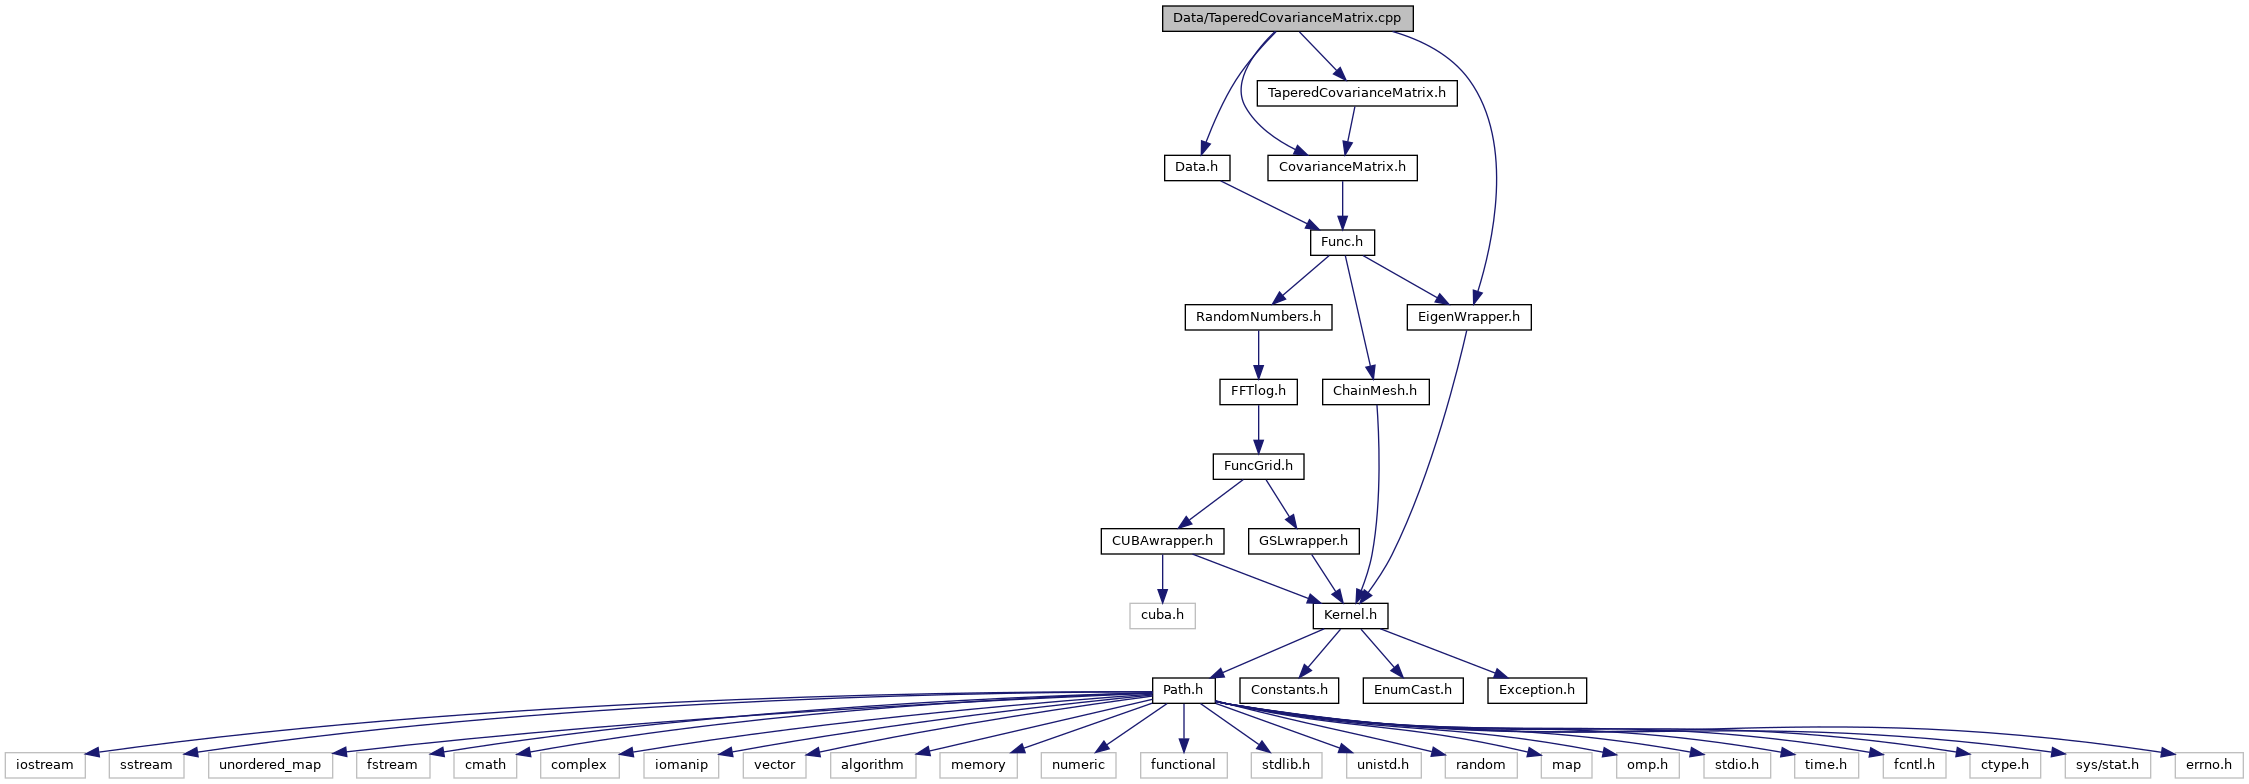 Data/TaperedCovarianceMatrix.cpp
TaperedCovarianceMatrix.h
Data.h
CovarianceMatrix.h
Func.h
RandomNumbers.h
EigenWrapper.h
FFTlog.h
ChainMesh.h
FuncGrid.h
CUBAwrapper.h
GSLwrapper.h
cuba.h
Kernel.h
Path.h
Constants.h
EnumCast.h
Exception.h
iostream
sstream
unordered_map
fstream
cmath
complex
iomanip
vector
algorithm
memory
numeric
functional
stdlib.h
unistd.h
random
map
omp.h
stdio.h
time.h
fcntl.h
ctype.h
sys/stat.h
errno.h